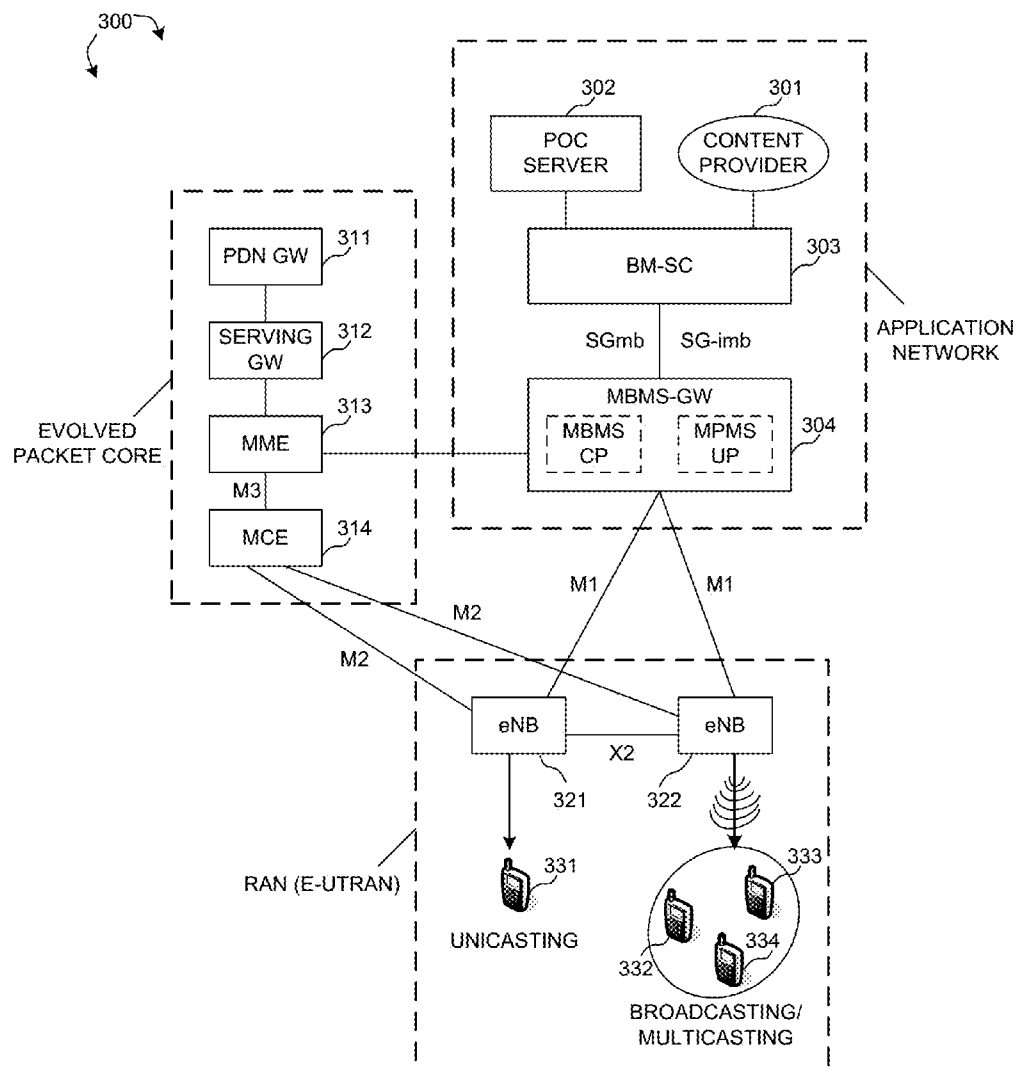 300
302
301
POC
SERVER
CONTENT
PROVIDER
311
PDN GW
BM-SC
303
312
SERVING
GW
SGmb
SG-imb
APPLICATION
NETWORK
313
MBMS-GW
EVOLVED
PACKET CORE
MME
MBMS
CP
MPMS
UP
304
M3
MCE
314
M1
M1
M2
M2
eNB
eNB
X2
321
322
RAN (E-UTRAN)
331
333
UNICASTING
332
334
BROADCASTING/
MULTICASTING